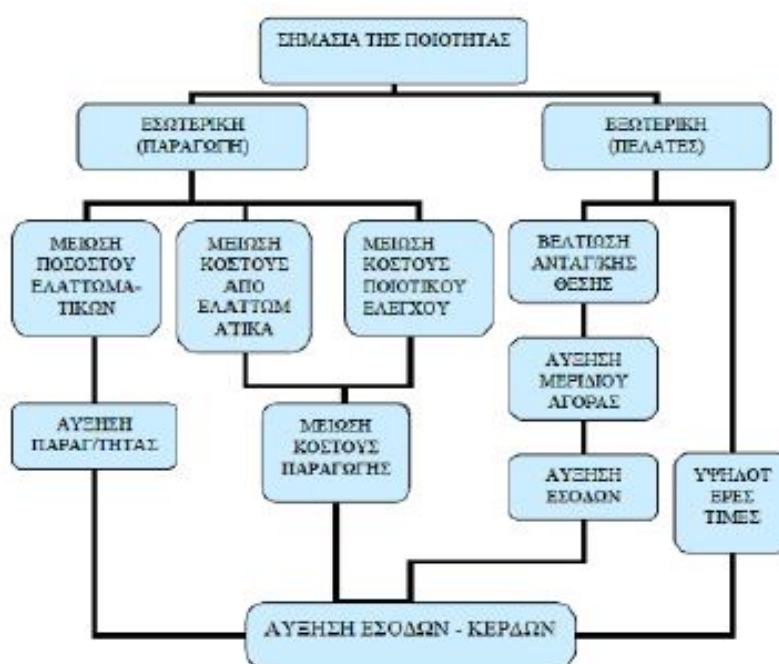 ΣΗΜΑΣΙΑ ΤΗΣ ΠΟΙΟΤΗΤΑΣ
ΕΣΩΤΕΡΙΚΗ
(ΠΑΡΑΓΩΓΗ)
ΕΞΩΤΕΡΙΚΗ
(ΠΕΛΑΤΕΣ)
ΜΕΙΩΣΗ
ΠΟΣΟΣΤΟΥ
ΕΛΑΤΤΩΜΑ-
ΤΙΚΩΝ
ΜΕΙΩΣΗ
ΚΟΣΤΟΥΣ
ΑΠΟ
ΕΛΑΤΤΩΜ
ΑΤΙΚΑ
ΜΕΙΩΣΗ
ΚΟΣΤΟΥΣ
ΠΟΙΟΤΙΚΟΥ
ΕΛΕΓΧΟΥ
ΒΕΛΤΙΩΣΗ
ΑΝΤΑΓ/ΚΗΣ
ΘΕΣΗΣ
ΑΥΞΗΣΗ
ΜΕΡΙΔΙΟΥ
ΑΓΟΡΑΣ
ΑΥΞΗΣΗ
ΠΑΡΑΓ/ΤΗΤΑΣ
ΜΕΙΩΣΗ
ΚΟΣΤΟΥΣ
ΠΑΡΑΓΩΓΗΣ
ΑΥΞΗΣΗ
ΕΣΟΔΩΝ
ΥΨΗΛΟΤ
ΕΡΕΣ
ΤΙΜΕΣ
ΑΥΞΗΣΗ ΕΣΟΔΩΝ - ΚΕΡΔΩΝ